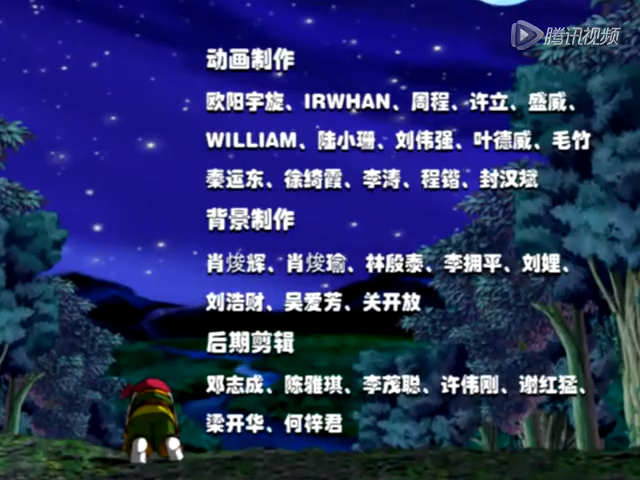 腾讯视频
动画制作
欧阳宇旋、IRWHAN、周程、许立、盛威、
WILLIAM、陆小珊、刘伟强、叶德威、毛竹
秦运东、徐绮霞、李涛、程锴、封汉斌
背景制作
肖焌辉、肖焌瑜、林殷泰、李拥平、刘娌、
刘浩财、吴爱芳、关开放
后期剪辑
邓志成、陈雅琪、李茂聪、许伟刚、谢红猛、
梁开华、何梓君